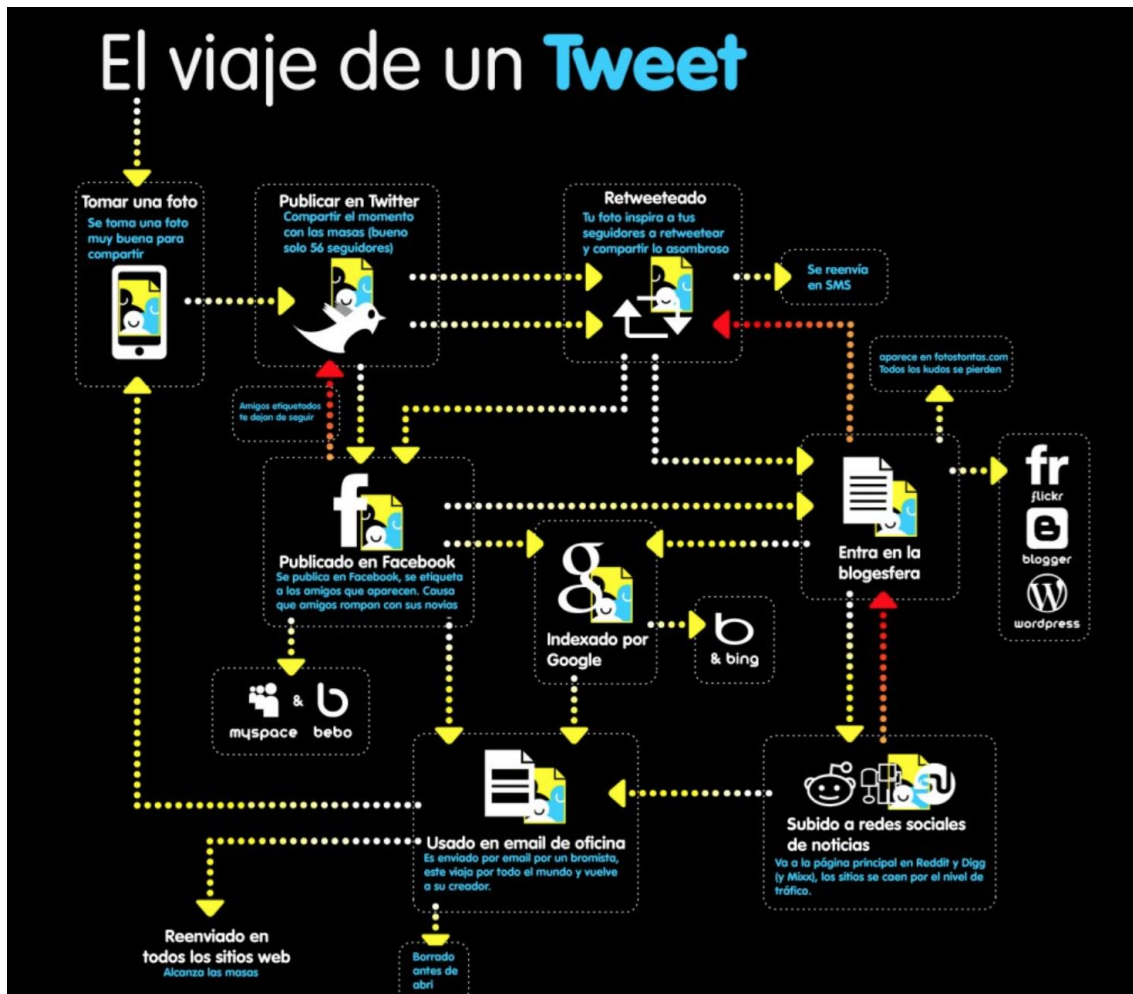 El viaje de un Tweet
Tomar una foto
Se toma una foto
muy buena para
compartir
Publicar en Twitter
Compartir el momento
con las masas (bueno
solo 56 seguidores)
Retweeteado
Tu foto inspira a tus
seguidores a retweetear
y compartir lo asombroso
Se reenvía
en SMS
aparece en fotostontas.com
Todos los kudos se pierden
Amigos etiquetados
te dejan de seguir
f
Publicado en Facebook
Se publica en Facebook, se etiqueta
a los amigos que aparecen. Causa
que amigos rompan con sus novias
g
Indexado por
Google
b
& bing
Entra en la
blogesfera
fr
flickr
B
blogger
W
wordpress
& b
myspace bebo
Usado en email de oficina
Es enviado por email por un bromista,
este viaja por todo el mundo y vuelve
a su creador.
SU
Subido a redes sociales
de noticias
Va a la página principal en Reddit y Digg
(y Mixx), los sitios se caen por el nivel de
tráfico.
Reenviado en
todos los sitios web
Alcanza las masas
Borrado
antes de
abri